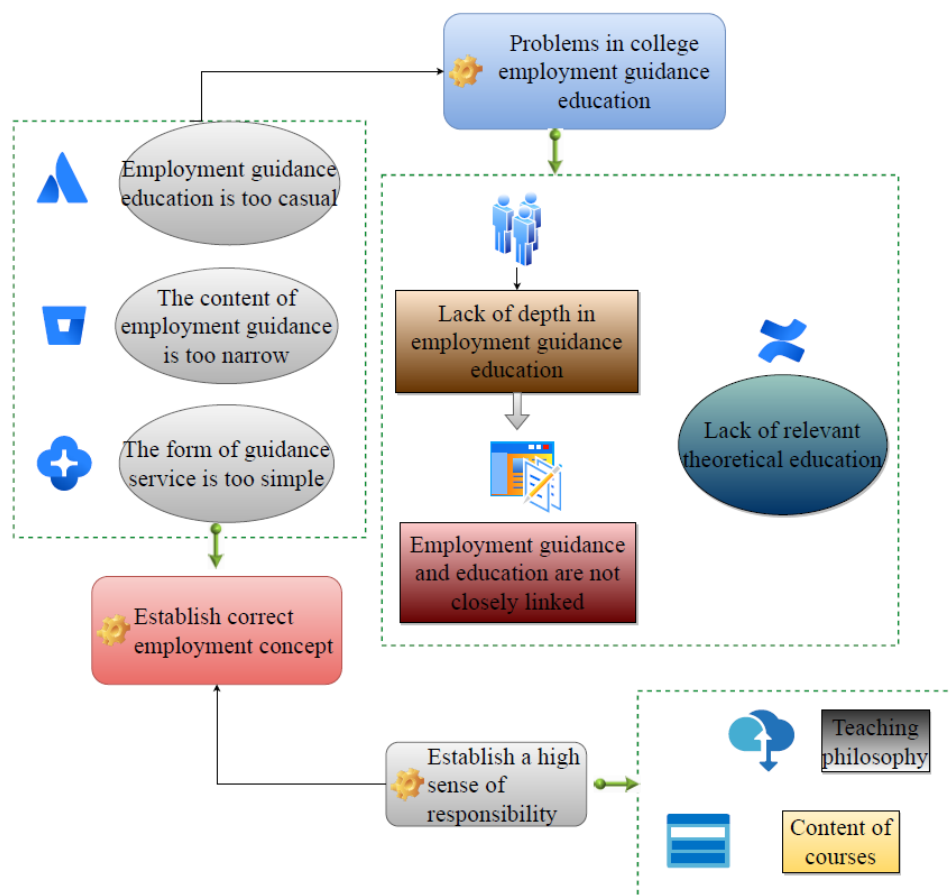 Problems in college
employment guidance
education
Employment guidance
education is too casual
The content of
employment guidance
is too narrow
The form of guidance
service is too simple
Lack of depth in
employment guidance
education
Lack of relevant
theoretical education
Employment guidance
and education are not
closely linked
Establish correct
employment concept
Establish a high
sense of
responsibility
Teaching
philosophy
Content of
courses